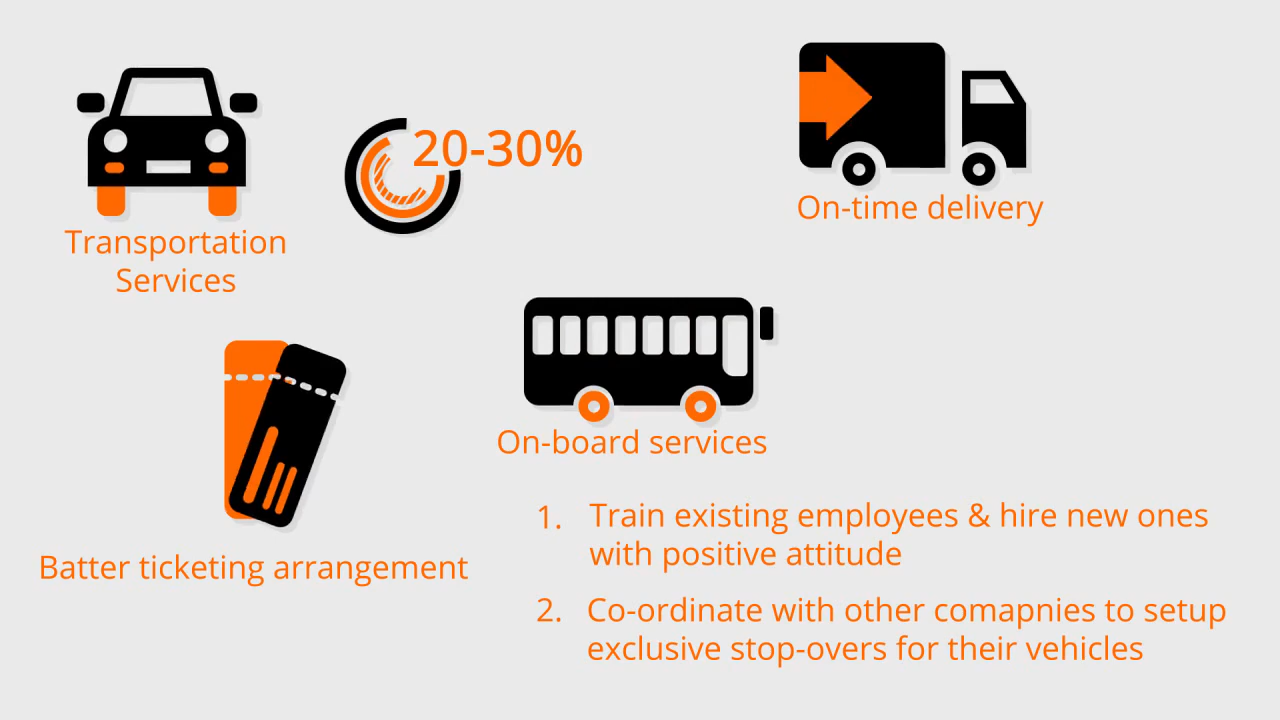 20-30%
On-time delivery
Transportation
Services
On-board services
Batter ticketing arrangement
1. Train existing employees & hire new ones
with positive attitude
2. Co-ordinate with other comapnies to setup
exclusive stop-overs for their vehicles